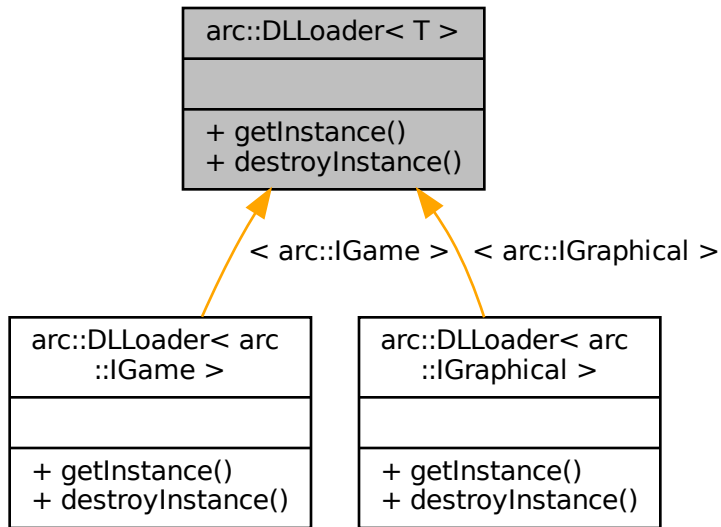 arc::DLLoader< T >
+ getInstance()
+ destroyInstance()
< arc::IGame >
< arc::IGraphical >
arc::DLLoader< arc
::IGame >
+ getInstance()
+ destroyInstance()
arc::DLLoader< arc
::IGraphical >
+ getInstance()
+ destroyInstance()